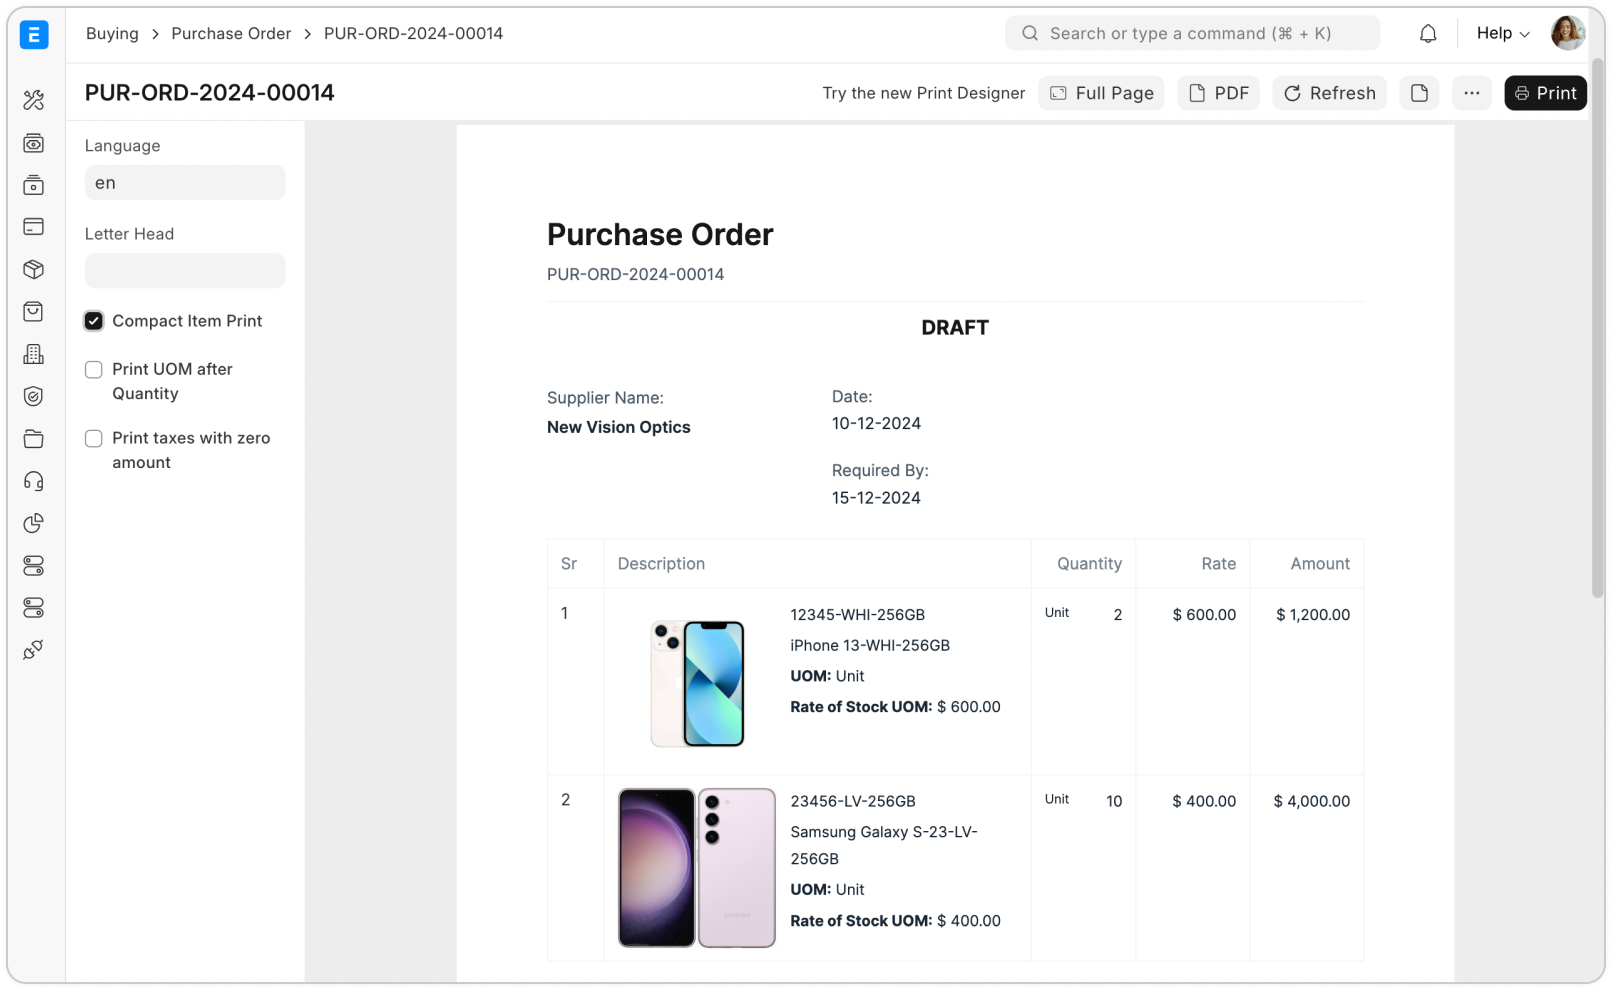 E
Buying > Purchase Order > PUR-ORD-2024-00014
Search or type a command (⌘ + K)
Help
PUR-ORD-2024-00014
Try the new Print Designer
Full Page
PDF
Refresh
···
Print
Language
en
Letter Head
Compact Item Print
Print UOM after
Quantity
Print taxes with zero
amount
Purchase Order
PUR-ORD-2024-00014
DRAFT
Supplier Name:
New Vision Optics
Date:
10-12-2024
Required By:
15-12-2024
Sr Description Quantity Rate Amount
1 12345-WHI-256GB Unit 2 $ 600.00 $ 1,200.00
iPhone 13-WHI-256GB
UOM: Unit
Rate of Stock UOM: $ 600.00
2 23456-LV-256GB Unit 10 $ 400.00 $ 4,000.00
Samsung Galaxy S-23-LV-
256GB
UOM: Unit
Rate of Stock UOM: $ 400.00
SAMSUNG